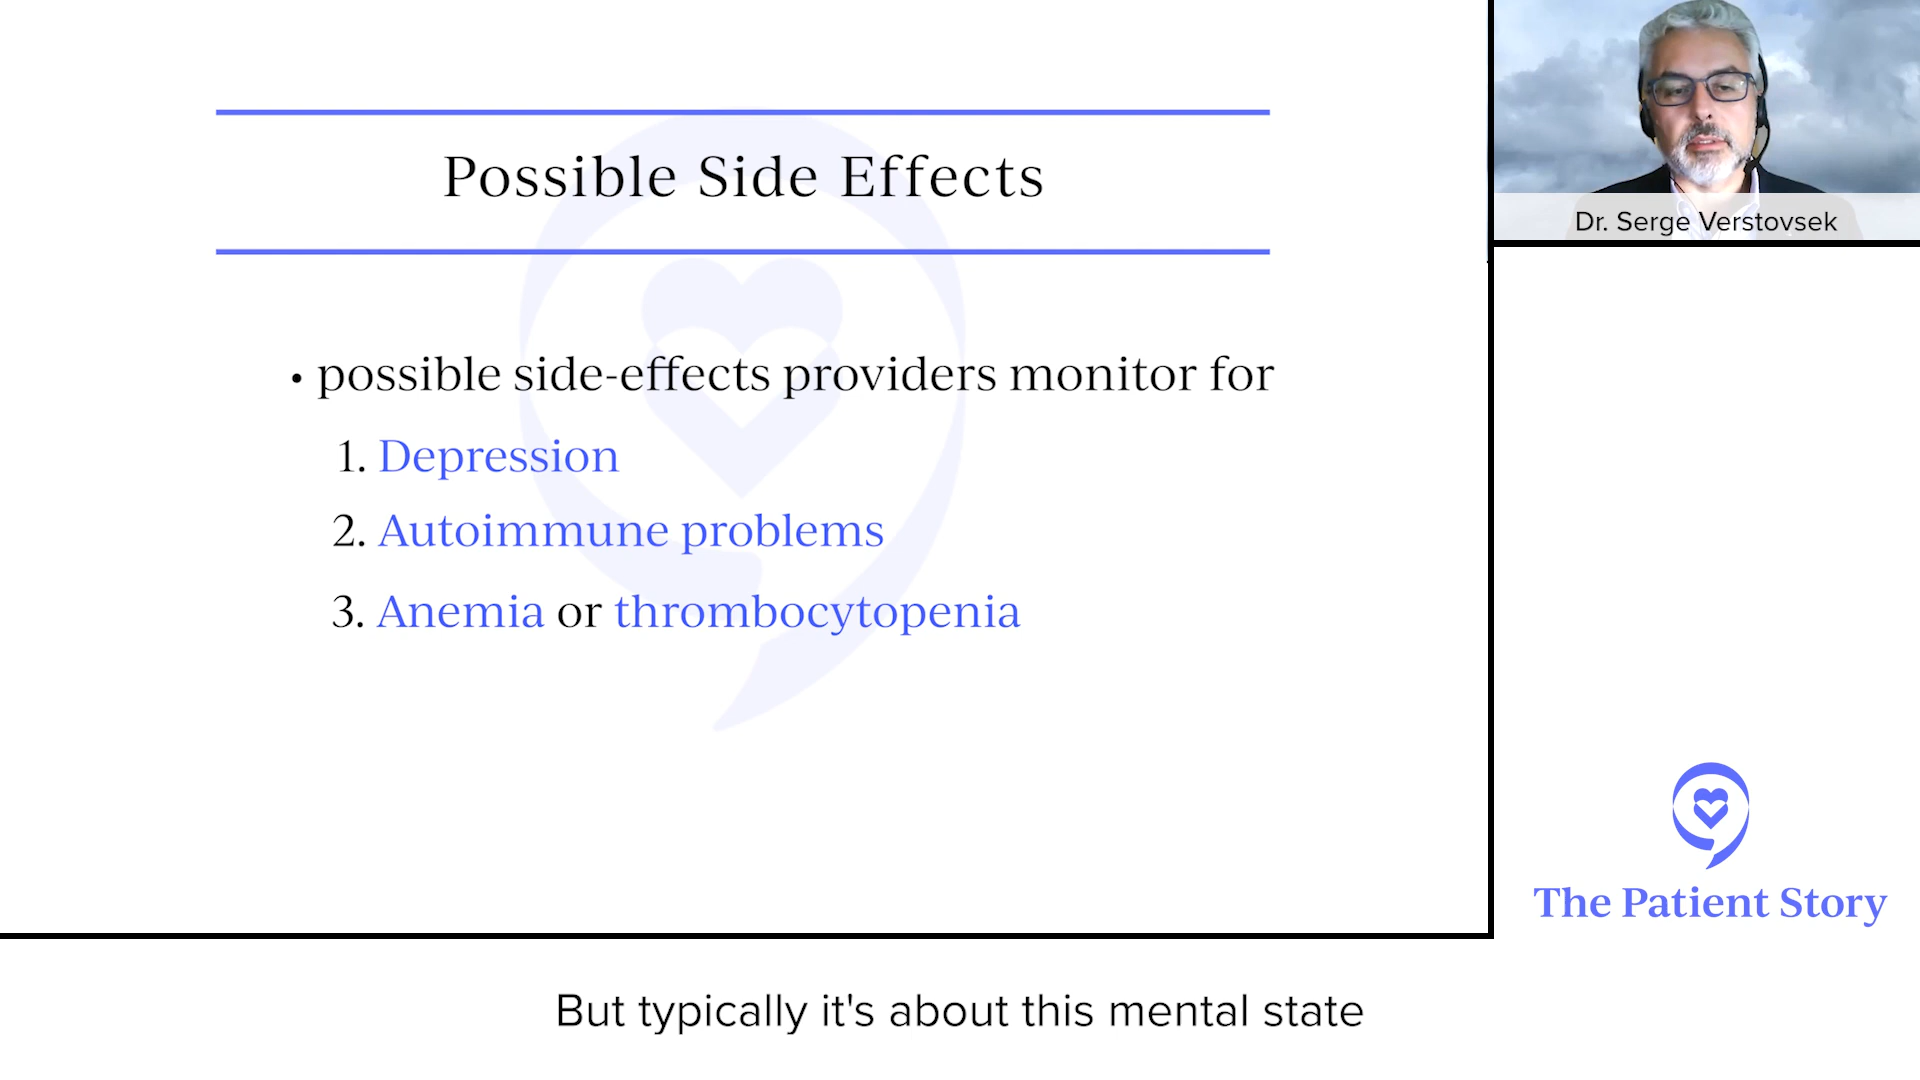 Possible Side Effects
• possible side-effects providers monitor for
1. Depression
2. Autoimmune problems
3. Anemia or thrombocytopenia
Dr. Serge Verstovsek
The Patient Story
But typically it's about this mental state